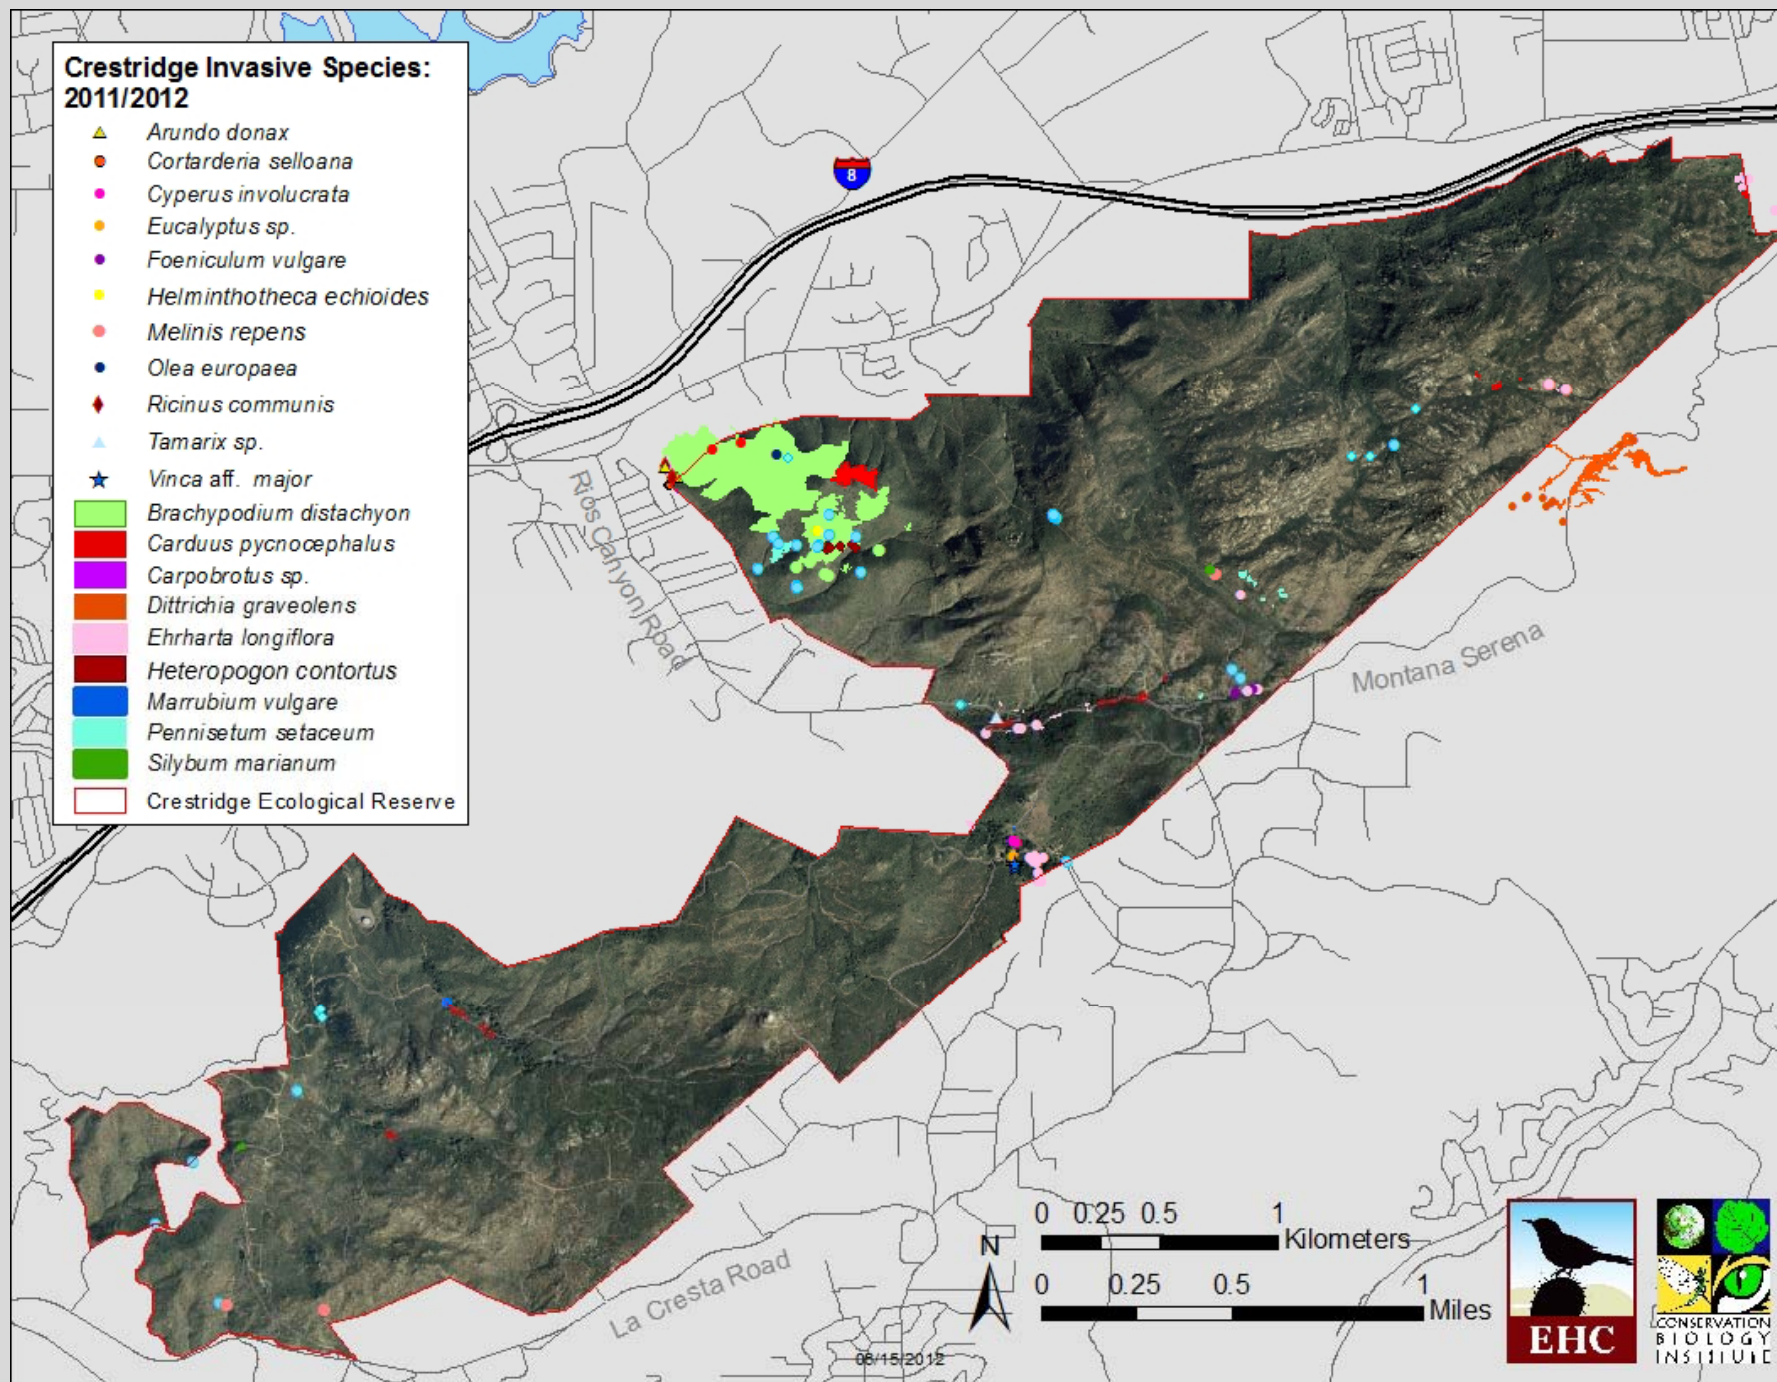 Crestridge Invasive Species:
2011/2012
Arundo donax
Cortarderia selloana
Cyperus involucrata
Eucalyptus sp.
Foeniculum vulgare
Helminthotheca echioides
Melinis repens
Olea europaea
Ricinus communis
Tamarix sp.
Vinca aff. major
Brachypodium distachyon
Carduus pycnocephalus
Carpobrotus sp.
Dittrichia graveolens
Ehrharta longiflora
Heteropogon contortus
Marrubium vulgare
Pennisetum setaceum
Silybum marianum
Crestridge Ecological Reserve
8
Rios Canyon Road
Montana Serena
La Cresta Road
N
0 0.25 0.5 1
Kilometers
0 0.25 0.5 1
Miles
06/15/2012
EHC
CONSERVATION
BIOLOGY
INSTITUTE